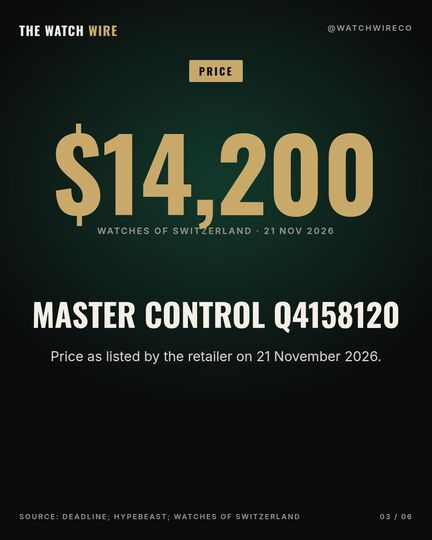 THE WATCH WIRE
@WATCHWIRECO
PRICE
$14,200
WATCHES OF SWITZERLAND · 21 NOV 2026
MASTER CONTROL Q4158120
Price as listed by the retailer on 21 November 2026.
SOURCE: DEADLINE; HYPEBEAST; WATCHES OF SWITZERLAND
03 / 06